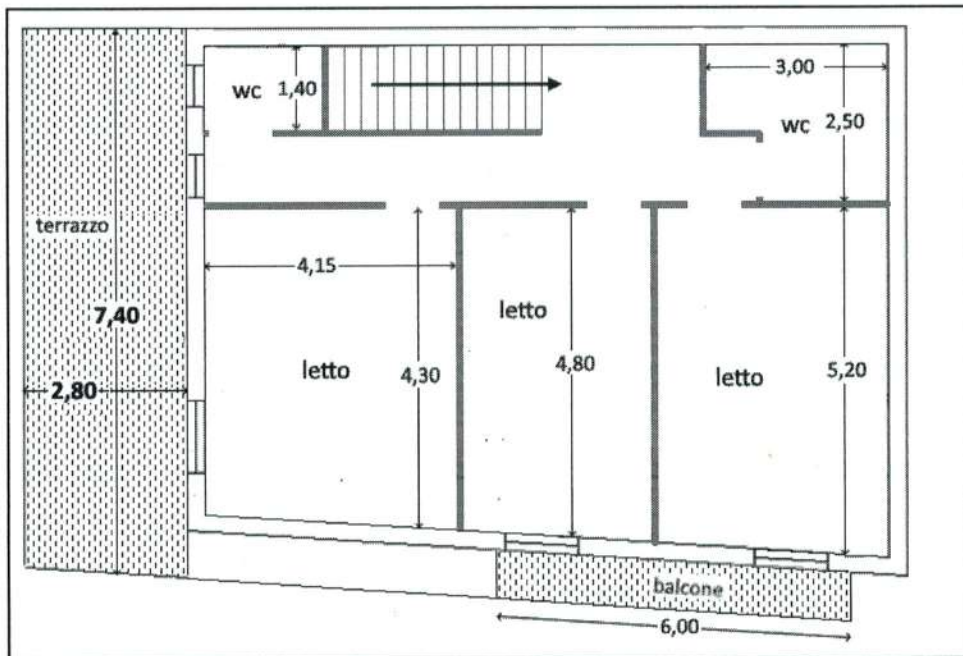 3,00
wc
1,40
wc
2,50
terrazzo
4,15
letto
7,40
letto
4,30
4,80
letto
5,20
2,80
balcone
6,00